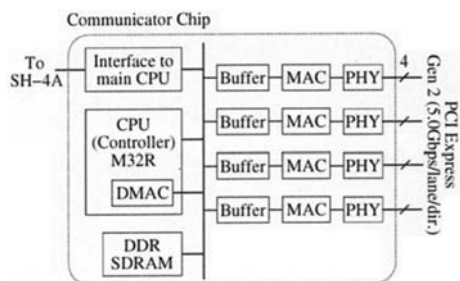 Communicator Chip
To
SH-4A
Interface to
main CPU
CPU
(Controller)
M32R
DMAC
DDR
SDRAM
Buffer MAC PHY
Buffer MAC PHY
Buffer MAC PHY
Buffer MAC PHY
4
PCI Express
Gen 2 (5.0Gbps/lane/dir.)